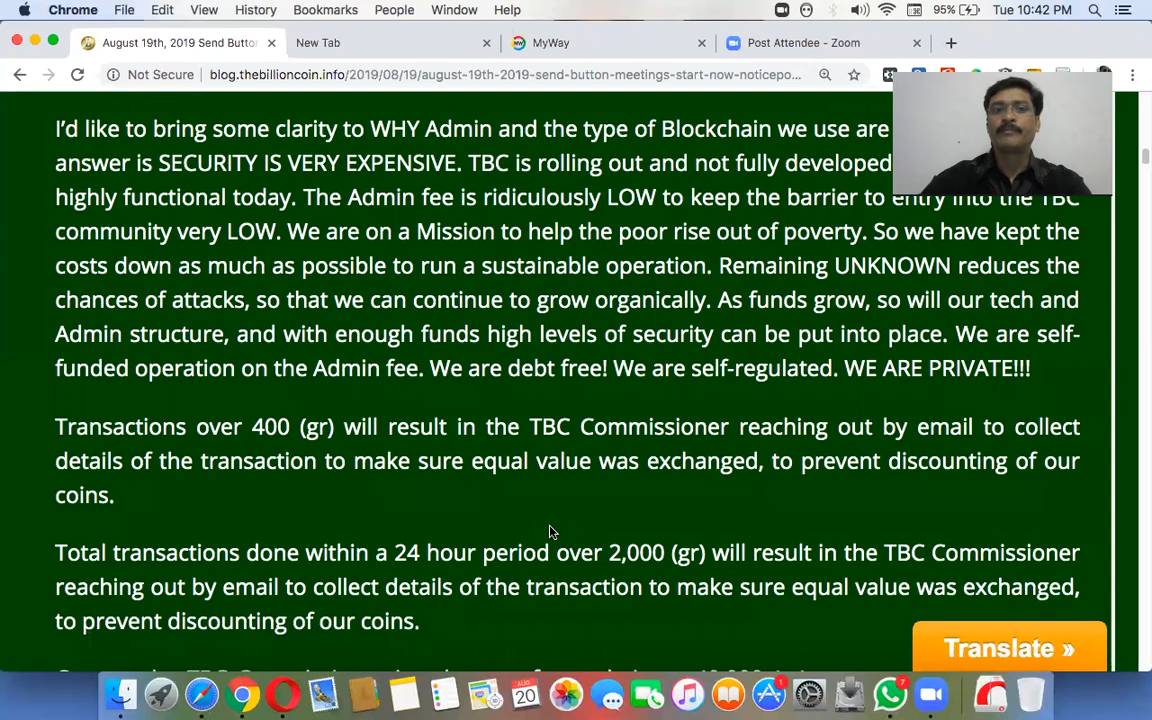 Chrome File Edit View History Bookmarks People Window Help 95% Tue 10:42 PM
August 19th, 2019 Send Butto New Tab MyWay Post Attendee - Zoom
Not Secure blog.thebillioncoin.info/2019/08/19/august-19th-2019-send-button-meetings-start-now-noticepo...
I'd like to bring some clarity to WHY Admin and the type of Blockchain we use are
answer is SECURITY IS VERY EXPENSIVE. TBC is rolling out and not fully developed
highly functional today. The Admin fee is ridiculously LOW to keep the barrier to entry into the TBC
community very LOW. We are on a Mission to help the poor rise out of poverty. So we have kept the
costs down as much as possible to run a sustainable operation. Remaining UNKNOWN reduces the
chances of attacks, so that we can continue to grow organically. As funds grow, so will our tech and
Admin structure, and with enough funds high levels of security can be put into place. We are self-
funded operation on the Admin fee. We are debt free! We are self-regulated. WE ARE PRIVATE!!!
Transactions over 400 (gr) will result in the TBC Commissioner reaching out by email to collect
details of the transaction to make sure equal value was exchanged, to prevent discounting of our
coins.
Total transactions done within a 24 hour period over 2,000 (gr) will result in the TBC Commissioner
reaching out by email to collect details of the transaction to make sure equal value was exchanged,
to prevent discounting of our coins.
Translate »
AUG
20
1
7